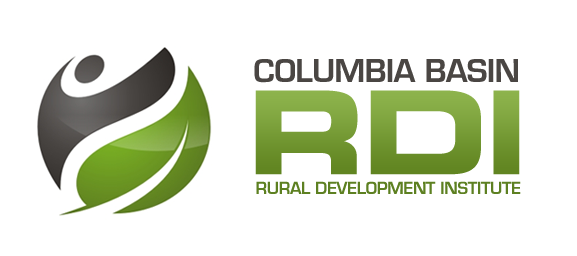 COLUMBIA BASIN
RDI
RURAL DEVELOPMENT INSTITUTE